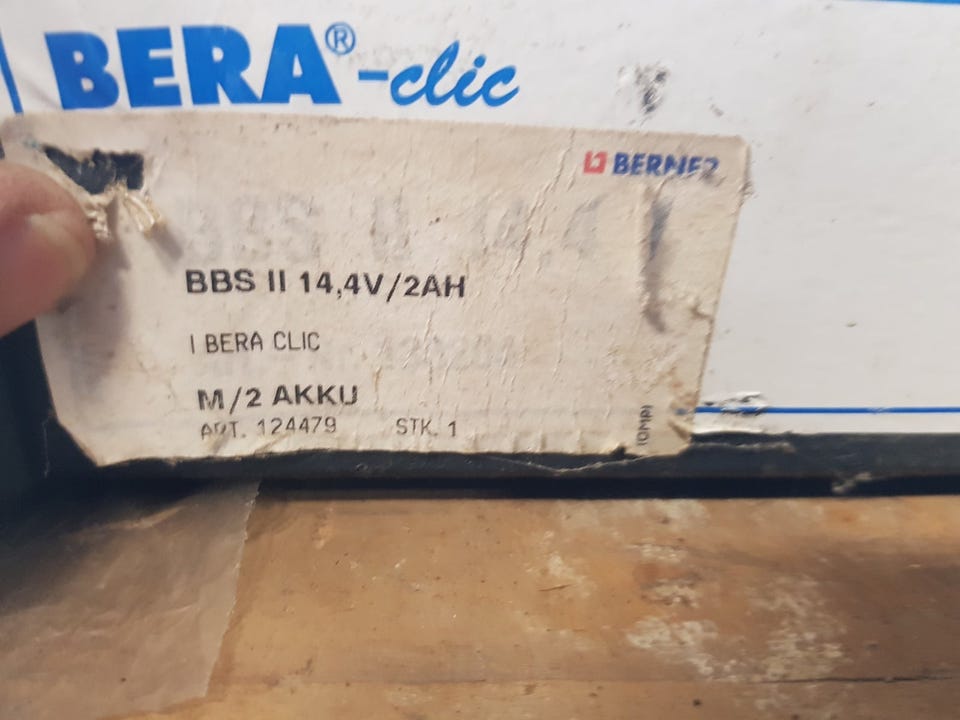 BERA®-clic
BERNER
BBS II 14,4V/2AH
I BERA CLIC
M/2 AKKU
ART. 124479 STK. 1